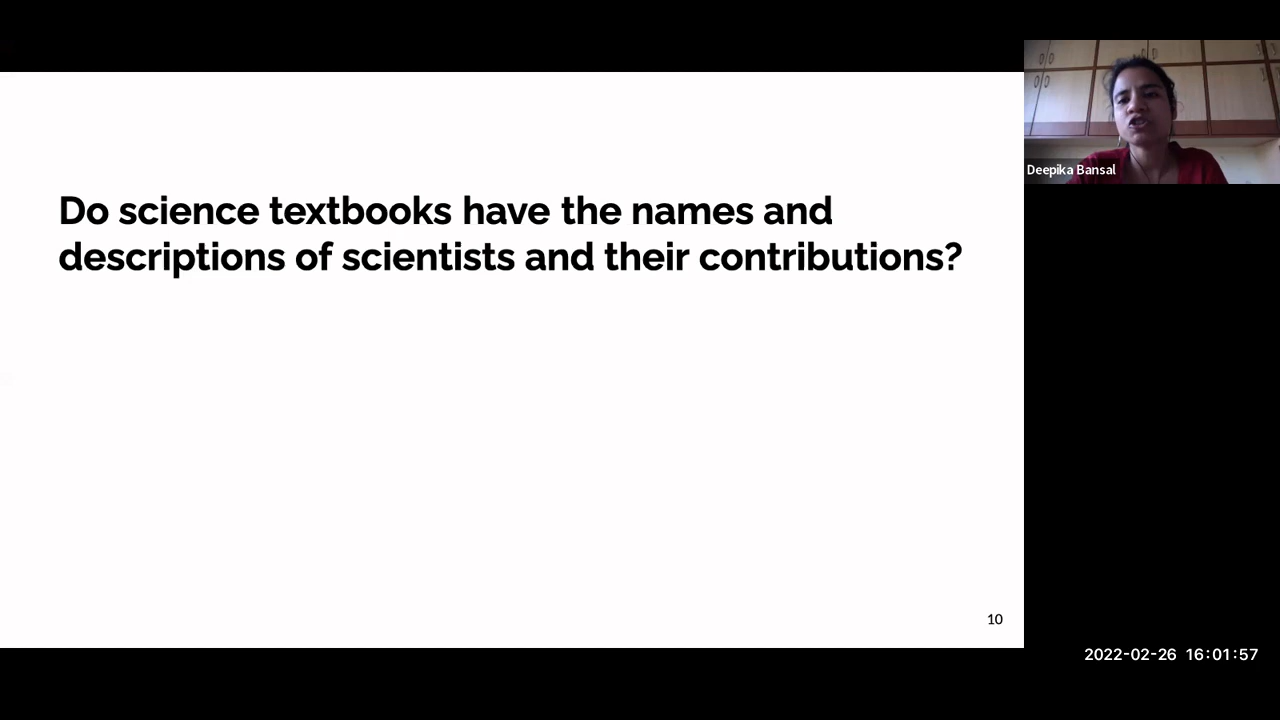 Do science textbooks have the names and
descriptions of scientists and their contributions?
10
Deepika Bansal
2022-02-26 16:01:57